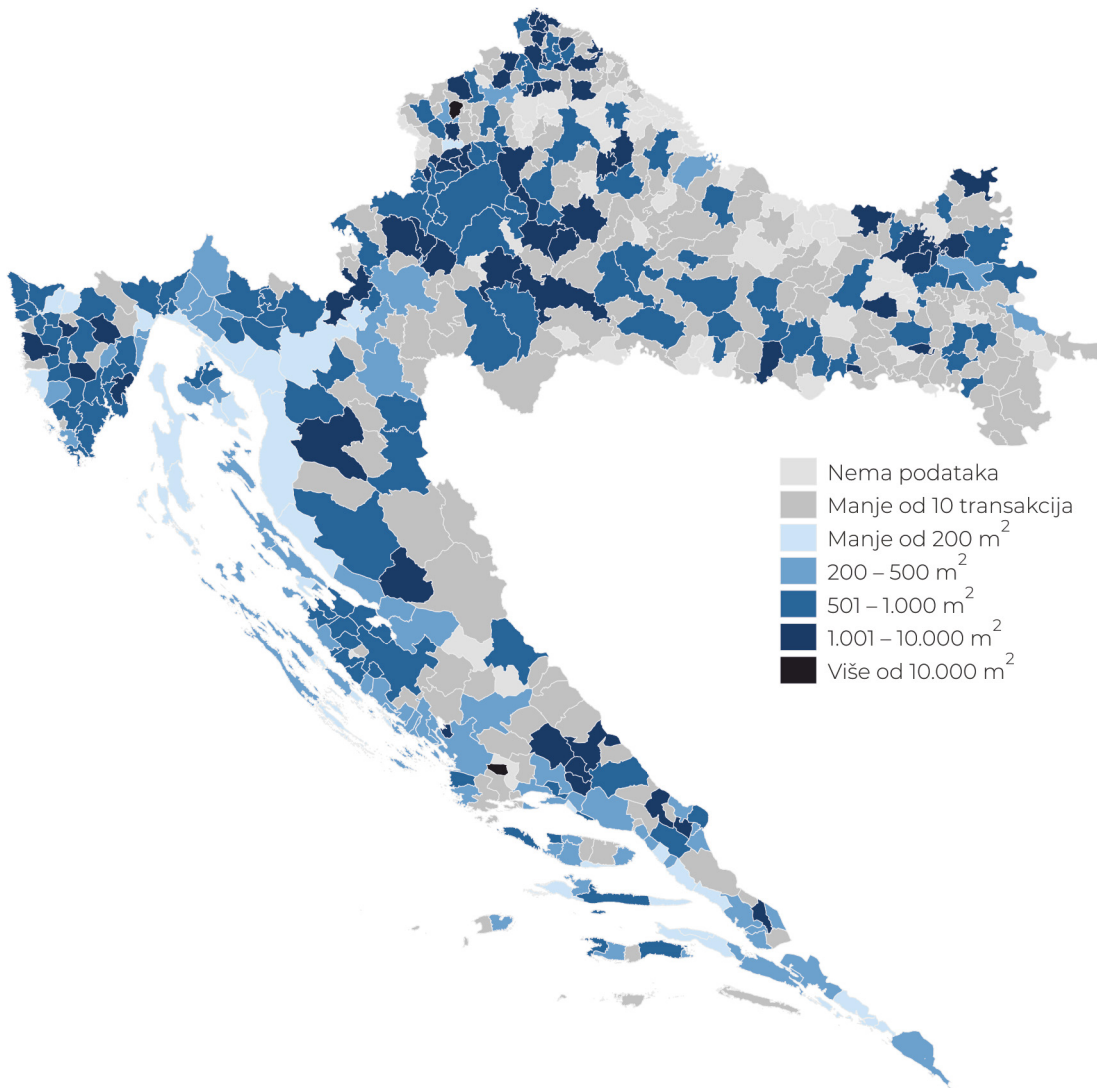 Nema podataka
Manje od 10 transakcija
Manje od 200 m²
200 – 500 m²
501 – 1.000 m²
1.001 – 10.000 m²
Više od 10.000 m²